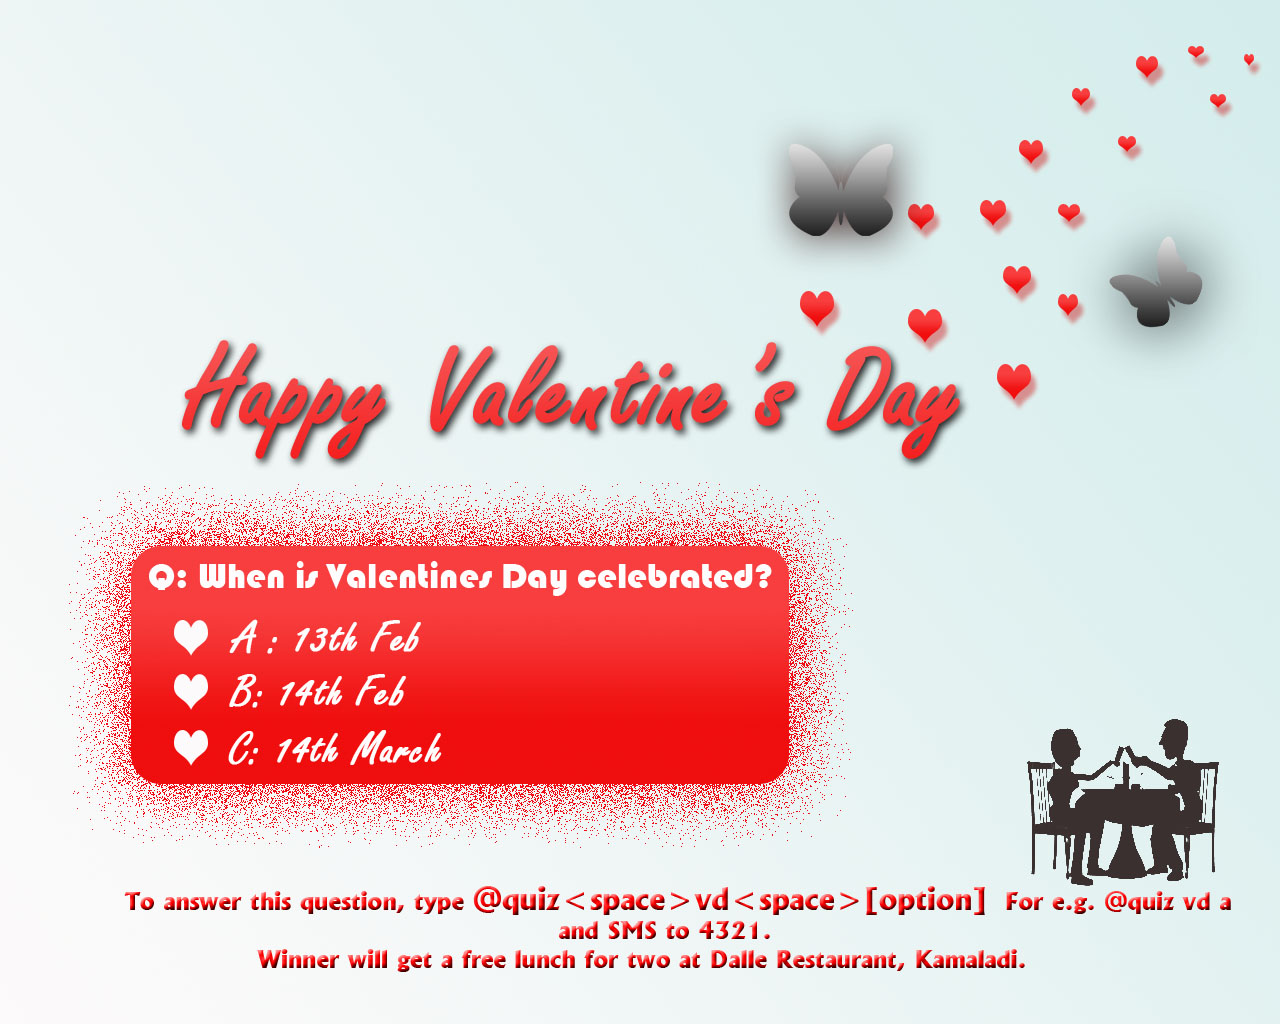 Happy Valentine's Day
Q: When is Valentines Day celebrated?
A : 13th Feb
B: 14th Feb
C: 14th March
To answer this question, type @quiz<space>vd<space>[option] For e.g. @quiz vd a
and SMS to 4321.
Winner will get a free lunch for two at Dalle Restaurant, Kamaladi.